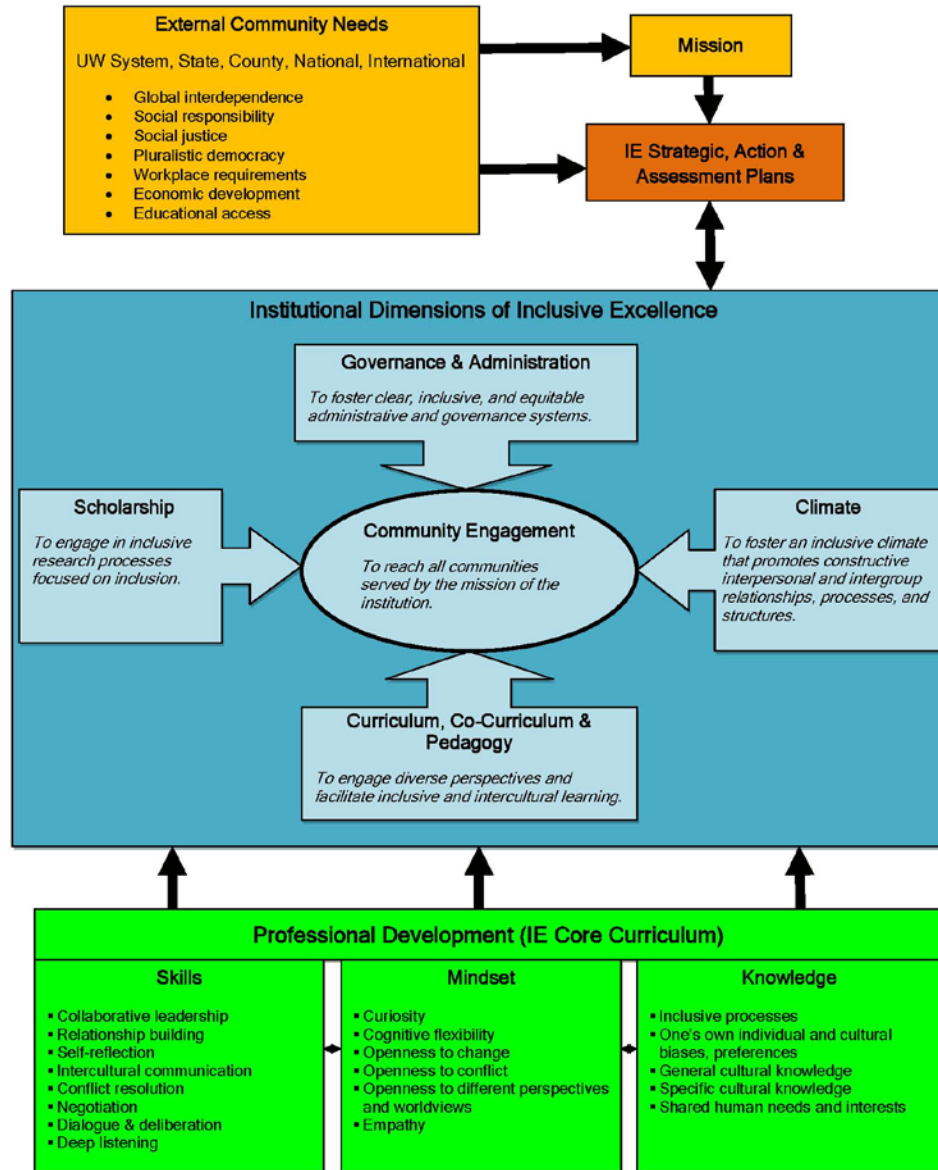 External Community Needs
UW System, State, County, National, International
• Global interdependence
• Social responsibility
• Social justice
• Pluralistic democracy
• Workplace requirements
• Economic development
• Educational access
Mission
IE Strategic, Action &
Assessment Plans
Institutional Dimensions of Inclusive Excellence
Governance & Administration
To foster clear, inclusive, and equitable
administrative and governance systems.
Scholarship
To engage in inclusive
research processes
focused on inclusion.
Community Engagement
To reach all communities
served by the mission of the
institution.
Climate
To foster an inclusive climate
that promotes constructive
interpersonal and intergroup
relationships, processes, and
structures.
Curriculum, Co-Curriculum &
Pedagogy
To engage diverse perspectives and
facilitate inclusive and intercultural learning.
Professional Development (IE Core Curriculum)
Skills
▪ Collaborative leadership
▪ Relationship building
▪ Self-reflection
▪ Intercultural communication
▪ Conflict resolution
▪ Negotiation
▪ Dialogue & deliberation
▪ Deep listening
Mindset
▪ Curiosity
▪ Cognitive flexibility
▪ Openness to change
▪ Openness to conflict
▪ Openness to different perspectives
and worldviews
▪ Empathy
Knowledge
▪ Inclusive processes
▪ One's own individual and cultural
biases, preferences
▪ General cultural knowledge
▪ Specific cultural knowledge
▪ Shared human needs and interests